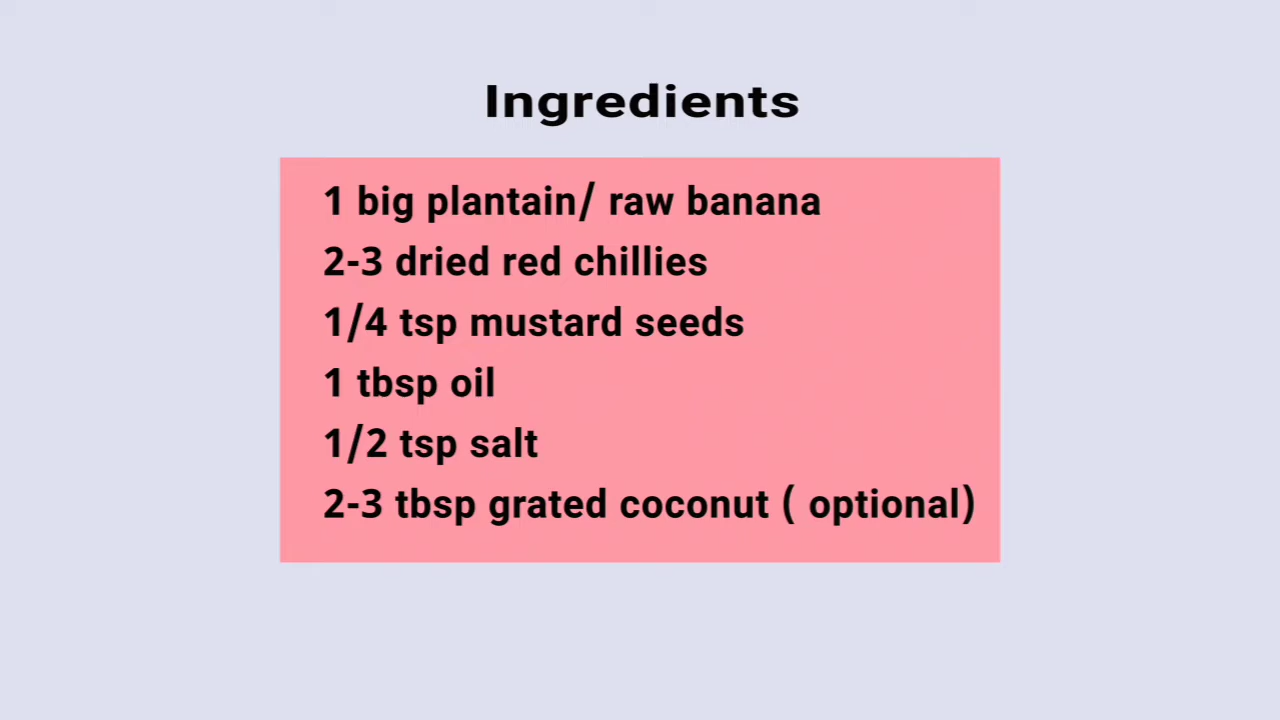 Ingredients
1 big plantain/ raw banana
2-3 dried red chillies
1/4 tsp mustard seeds
1 tbsp oil
1/2 tsp salt
2-3 tbsp grated coconut ( optional)